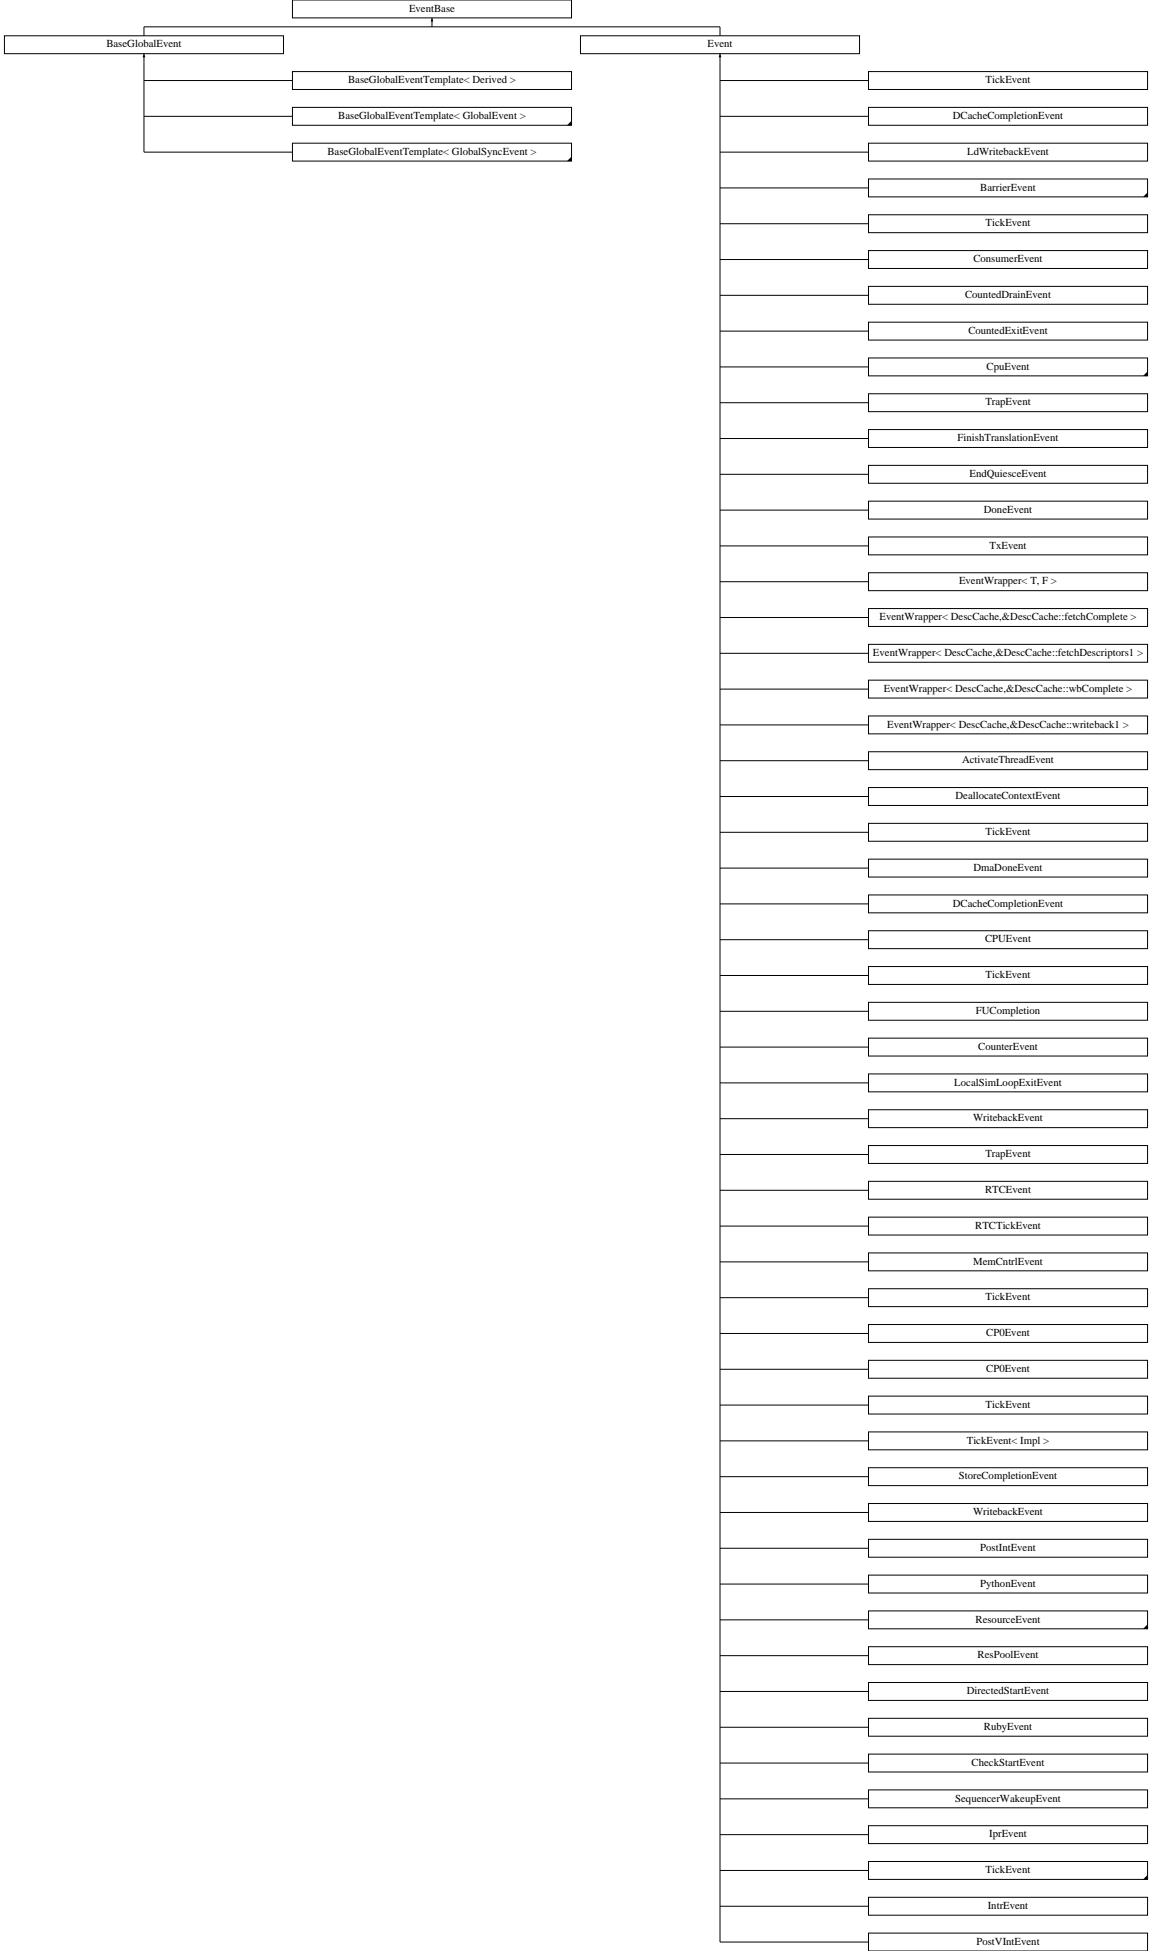 EventBase
BaseGlobalEvent
Event
BaseGlobalEventTemplate< Derived >
TickEvent
BaseGlobalEventTemplate< GlobalEvent >
DCacheCompletionEvent
BaseGlobalEventTemplate< GlobalSyncEvent >
LdWritebackEvent
BarrierEvent
TickEvent
ConsumerEvent
CountedDrainEvent
CountedExitEvent
CpuEvent
TrapEvent
FinishTranslationEvent
EndQuiesceEvent
DoneEvent
TxEvent
EventWrapper< T, F >
EventWrapper< DescCache,&DescCache::fetchComplete >
EventWrapper< DescCache,&DescCache::fetchDescriptors1 >
EventWrapper< DescCache,&DescCache::wbComplete >
EventWrapper< DescCache,&DescCache::writeback1 >
ActivateThreadEvent
DeallocateContextEvent
TickEvent
DmaDoneEvent
DCacheCompletionEvent
CPUEvent
TickEvent
FUCompletion
CounterEvent
LocalSimLoopExitEvent
WritebackEvent
TrapEvent
RTCEvent
RTCTickEvent
MemCntrlEvent
TickEvent
CP0Event
CP0Event
TickEvent
TickEvent< Impl >
StoreCompletionEvent
WritebackEvent
PostIntEvent
PythonEvent
ResourceEvent
ResPoolEvent
DirectedStartEvent
RubyEvent
CheckStartEvent
SequencerWakeupEvent
IprEvent
TickEvent
IntrEvent
PostVIntEvent